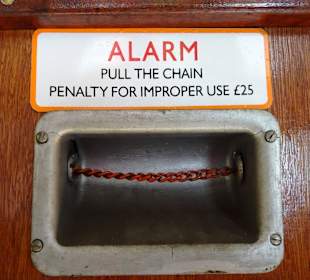 ALARM
PULL THE CHAIN
PENALTY FOR IMPROPER USE £25